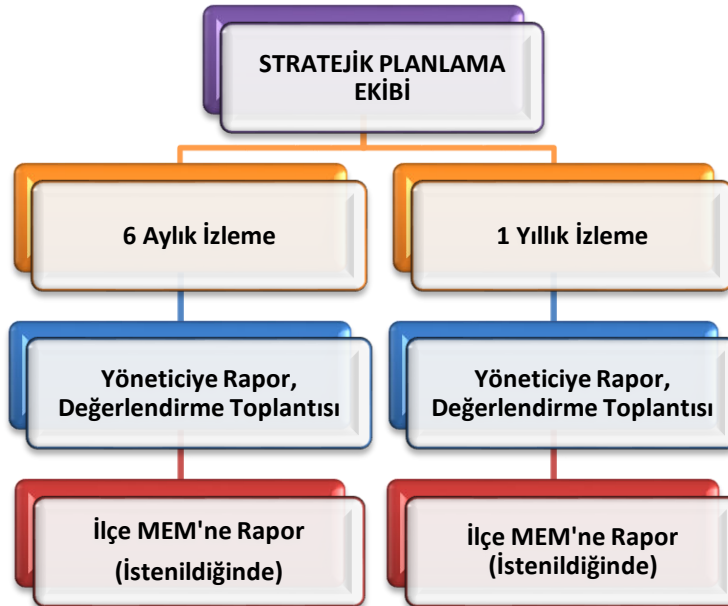 STRATEJİK PLANLAMA
EKİBİ
6 Aylık İzleme
1 Yıllık İzleme
Yöneticiye Rapor,
Değerlendirme Toplantısı
Yöneticiye Rapor,
Değerlendirme Toplantısı
İlçe MEM'ne Rapor
(İstenildiğinde)
İlçe MEM'ne Rapor
(İstenildiğinde)